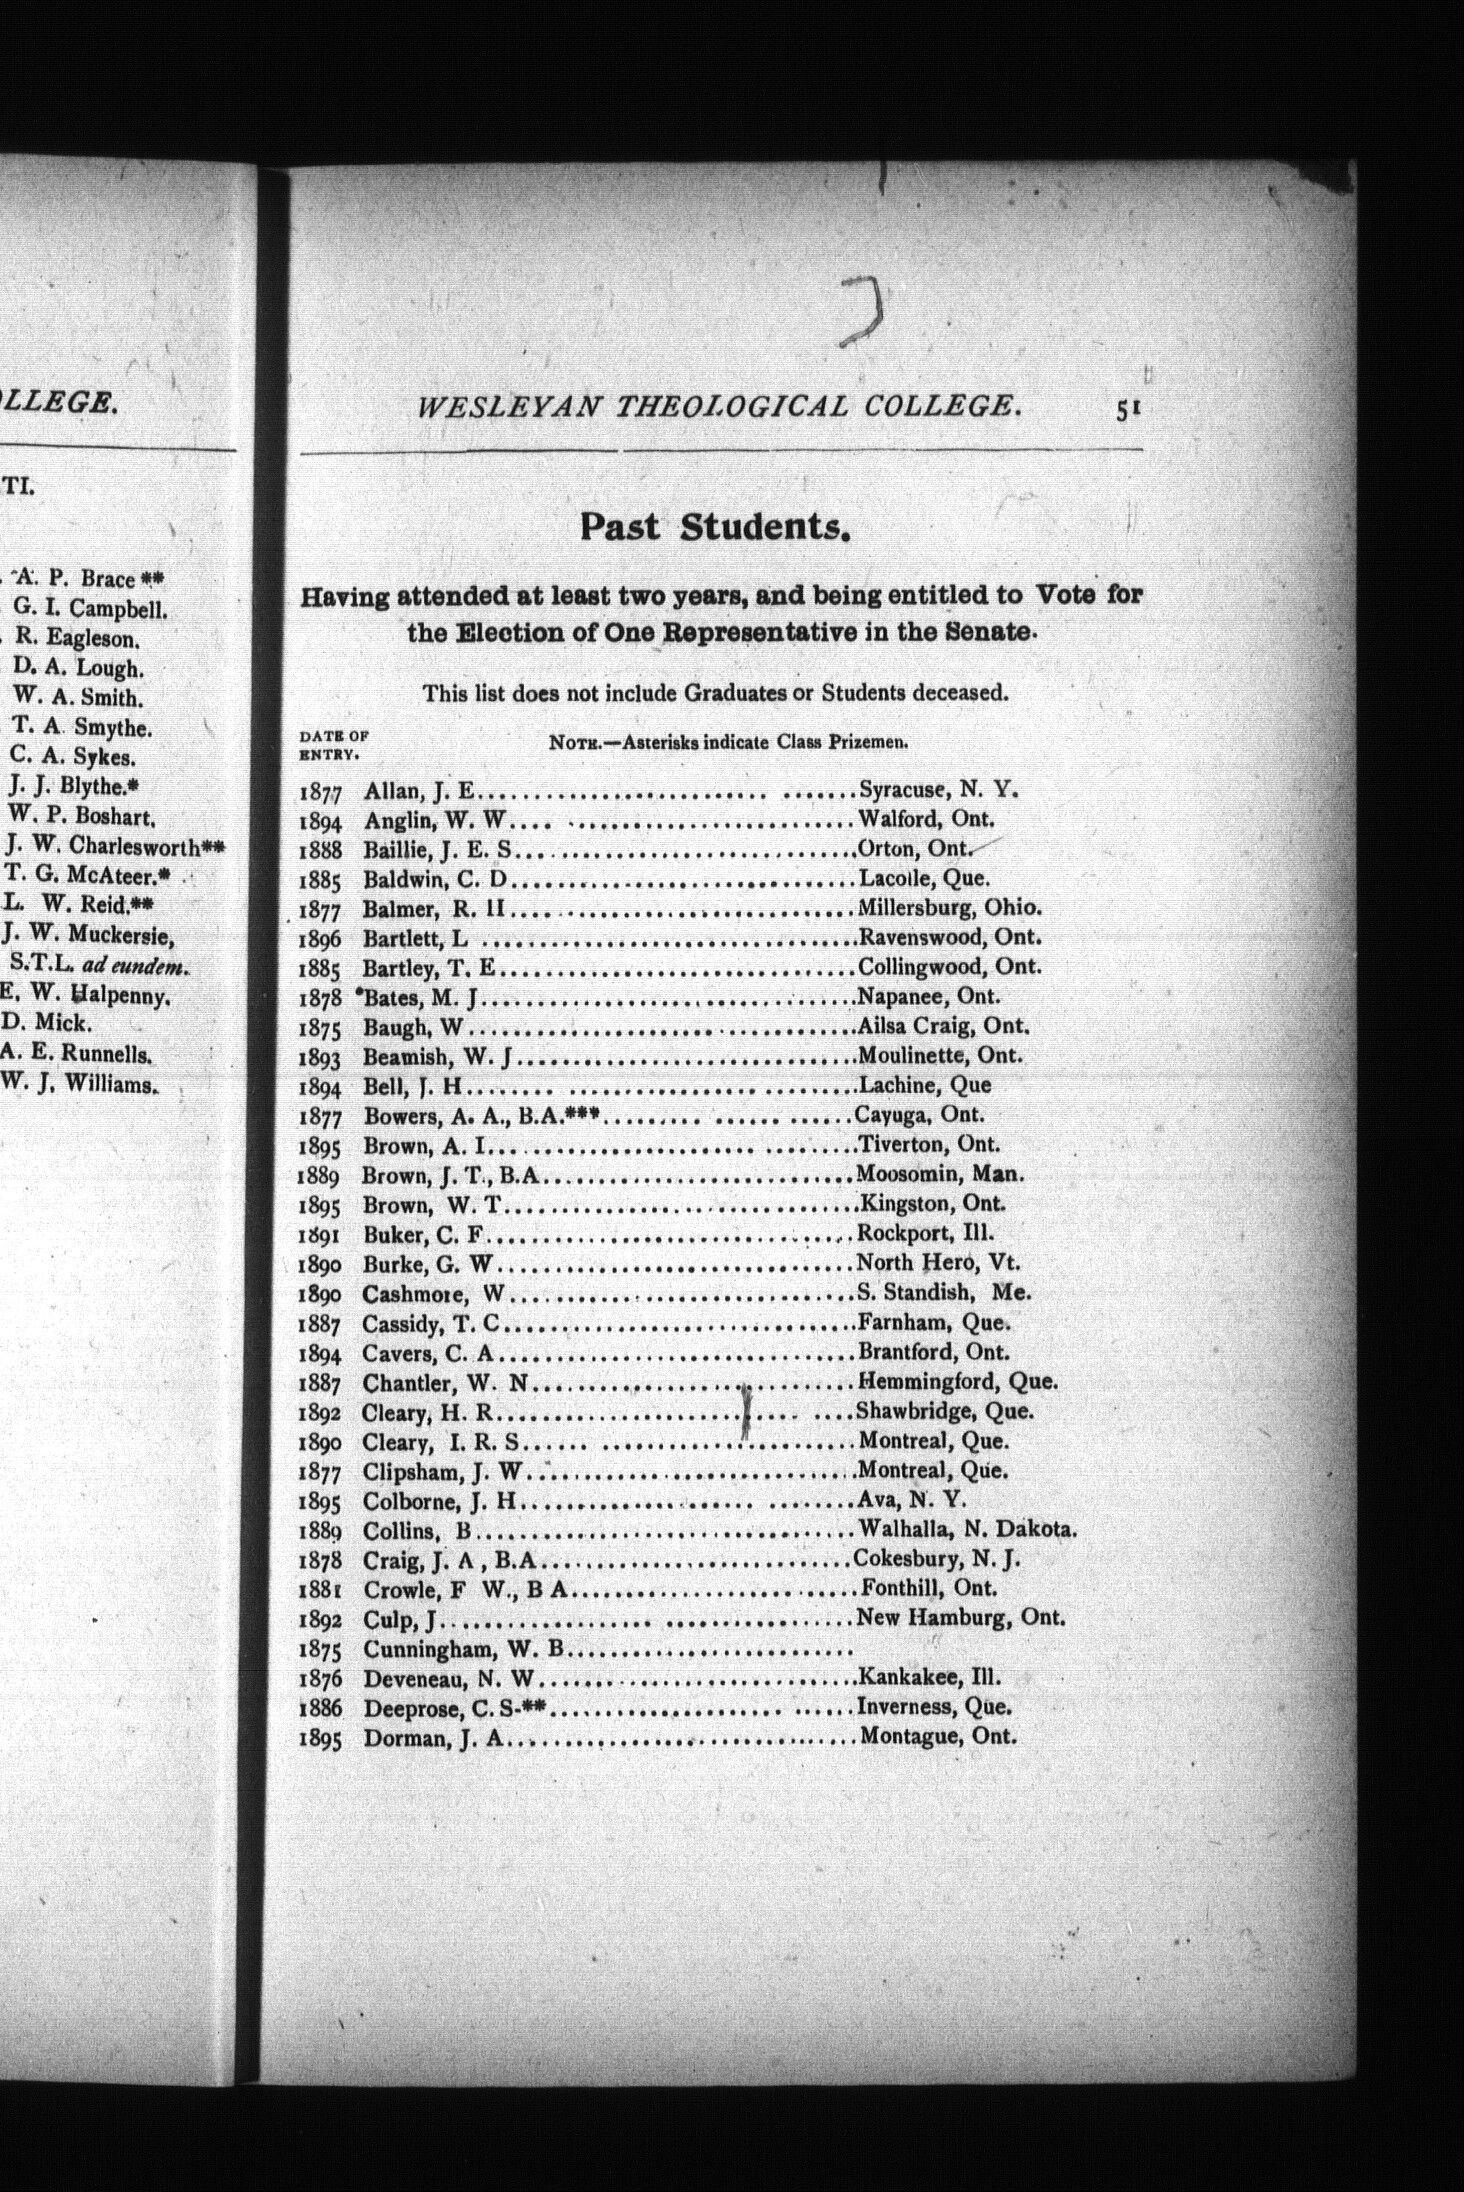 OLLEGE.
TI.
A. P. Brace **
G. I. Campbell.
R. Eagleson.
D. A. Lough.
W. A. Smith.
T. A. Smythe.
C. A. Sykes.
J. J. Blythe.*
W. P. Boshart.
J. W. Charlesworth**
T. G. McAteer.*
L. W. Reid.**
J. W. Muckersie,
S.T.L. ad eundem.
E. W. Halpenny.
D. Mick.
A. E. Runnells.
W. J. Williams.
WESLEYAN THEOLOGICAL COLLEGE. 51
Past Students.
Having attended at least two years, and being entitled to Vote for
the Election of One Representative in the Senate.
This list does not include Graduates or Students deceased.
DATE OF
ENTRY.
NOTE.—Asterisks indicate Class Prizemen.
1877 Allan, J. E. Syracuse, N. Y.
1894 Anglin, W. W. Walford, Ont.
1888 Baillie, J. E. S. Orton, Ont.
1885 Baldwin, C. D. Lacolle, Que.
1877 Balmer, R. H. Millersburg, Ohio.
1896 Bartlett, L. Ravenswood, Ont.
1885 Bartley, T. E. Collingwood, Ont.
1878 Bates, M. J. Napanee, Ont.
1875 Baugh, W. Ailsa Craig, Ont.
1893 Beamish, W. J. Moulinette, Ont.
1894 Bell, J. H. Lachine, Que
1877 Bowers, A. A., B.A.*** Cayuga, Ont.
1895 Brown, A. I. Tiverton, Ont.
1889 Brown, J. T., B.A. Moosomin, Man.
1895 Brown, W. T. Kingston, Ont.
1891 Buker, C. F. Rockport, Ill.
1890 Burke, G. W. North Hero, Vt.
1890 Cashmore, W. S. Standish, Me.
1887 Cassidy, T. C. Farnham, Que.
1894 Cavers, C. A. Brantford, Ont.
1887 Chantler, W. N. Hemmingford, Que.
1892 Cleary, H. R. Shawbridge, Que.
1890 Cleary, I. R. S. Montreal, Que.
1877 Clipsham, J. W. Montreal, Que.
1895 Colborne, J. H. Ava, N. Y.
1889 Collins, B. Walhalla, N. Dakota.
1878 Craig, J. A , B.A. Cokesbury, N. J.
1881 Crowle, F W., B A. Fonthill, Ont.
1892 Culp, J. New Hamburg, Ont.
1875 Cunningham, W. B.
1876 Deveneau, N. W. Kankakee, Ill.
1886 Deeprose, C. S.** Inverness, Que.
1895 Dorman, J. A. Montague, Ont.